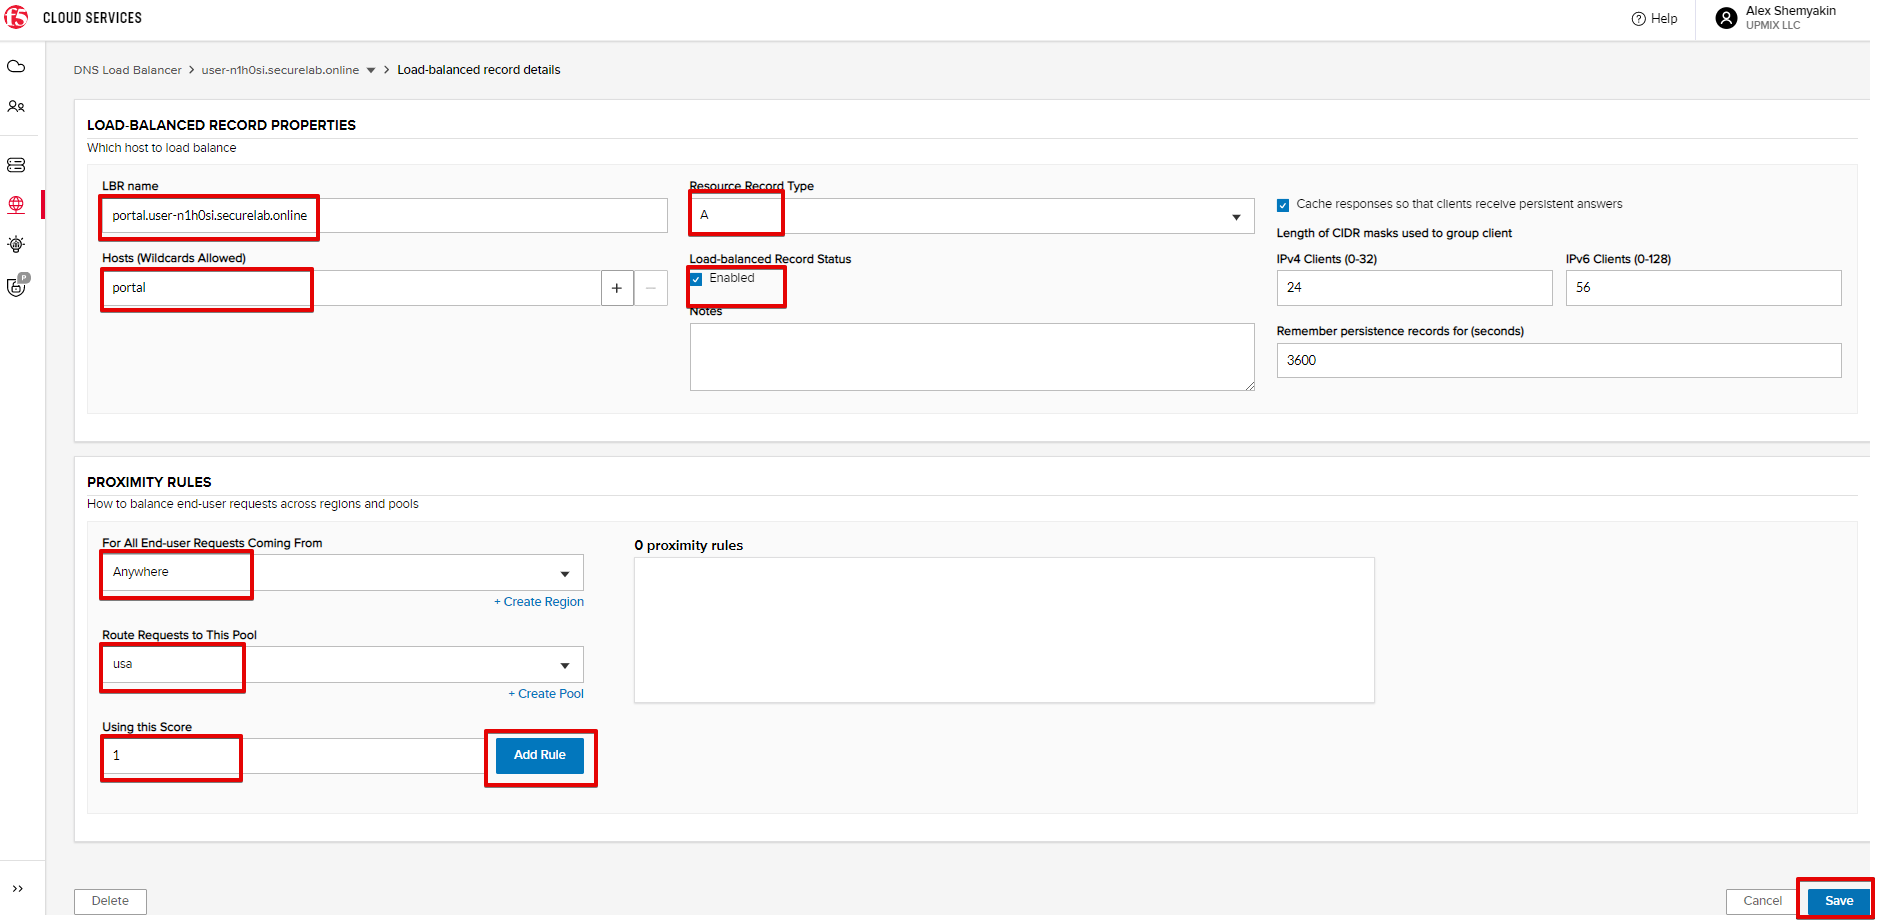 f5 CLOUD SERVICES
? Help
Alex Shemyakin
UPMIX LLC
DNS Load Balancer > user-n1h0si.securelab.online > Load-balanced record details
LOAD-BALANCED RECORD PROPERTIES
Which host to load balance
LBR name
portal.user-n1h0si.securelab.online
Hosts (Wildcards Allowed)
portal
+ −
Resource Record Type
A
Load-balanced Record Status
Enabled
Notes
Cache responses so that clients receive persistent answers
Length of CIDR masks used to group client
IPv4 Clients (0-32) IPv6 Clients (0-128)
24 56
Remember persistence records for (seconds)
3600
P
PROXIMITY RULES
How to balance end-user requests across regions and pools
For All End-user Requests Coming From
Anywhere
+ Create Region
Route Requests to This Pool
usa
+ Create Pool
Using this Score
1
Add Rule
0 proximity rules
>>
Delete
Cancel
Save